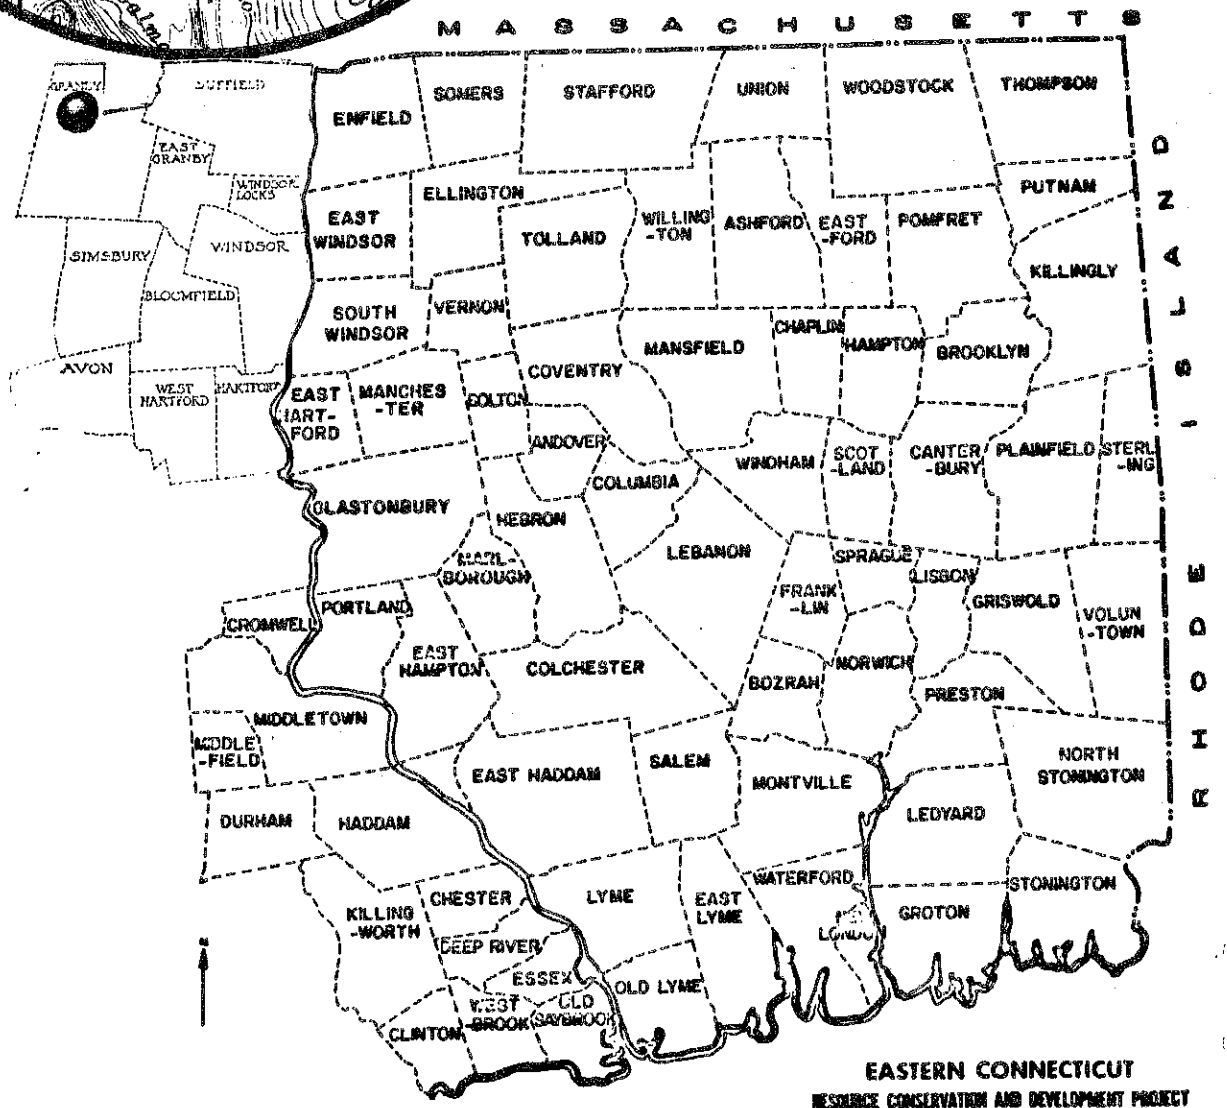 Salmo
MASSACHUSETTS
GRANBY
SUFFIELD
ENFIELD
SOMERS
STAFFORD
UNION
WOODSTOCK
THOMPSON
EAST
GRANBY
WINDSOR
LOCKS
EAST
WINDSOR
ELLINGTON
TOLLAND
WILLING
-TON
ASHFORD
EAST
-FORD
POMFRET
PUTNAM
SIMSBURY
WINDSOR
BLOOMFIELD
SOUTH
WINDSOR
VERNON
KILLINGLY
MANSFIELD
CHAPLIN
HAMPTON
BROOKLYN
AVON
WEST
HARTFORD
HARTFORD
EAST
HART-
FORD
MANCHES
-TER
BOLTON
COVENTRY
ANDOVER
COLUMBIA
WINDHAM
SCOT
-LAND
CANTER
-BURY
PLAINFIELD
STERL
-ING
GLASTONBURY
HEBRON
MARL-
BOROUGH
LEBANON
SPRAGUE
FRANK
-LIN
LISBON
GRISWOLD
VOLUN
-TOWN
CROMWELL
PORTLAND
EAST
HAMPTON
COLCHESTER
BOZRAH
NORWICH
PRESTON
MIDDLETOWN
MIDDLE
-FIELD
EAST HADDAM
SALEM
MONTVILLE
NORTH
STONINGTON
DURHAM
HADDAM
LEDYARD
KILLING
-WORTH
CHESTER
LYME
EAST
LYME
WATERFORD
LONDON
GROTON
STONINGTON
DEEP RIVER
ESSEX
OLD LYME
WEST
-BROOK
OLD
SAYBROOK
CLINTON
RHODE ISLAND
N
EASTERN CONNECTICUT
RESOURCE CONSERVATION AND DEVELOPMENT PROJECT